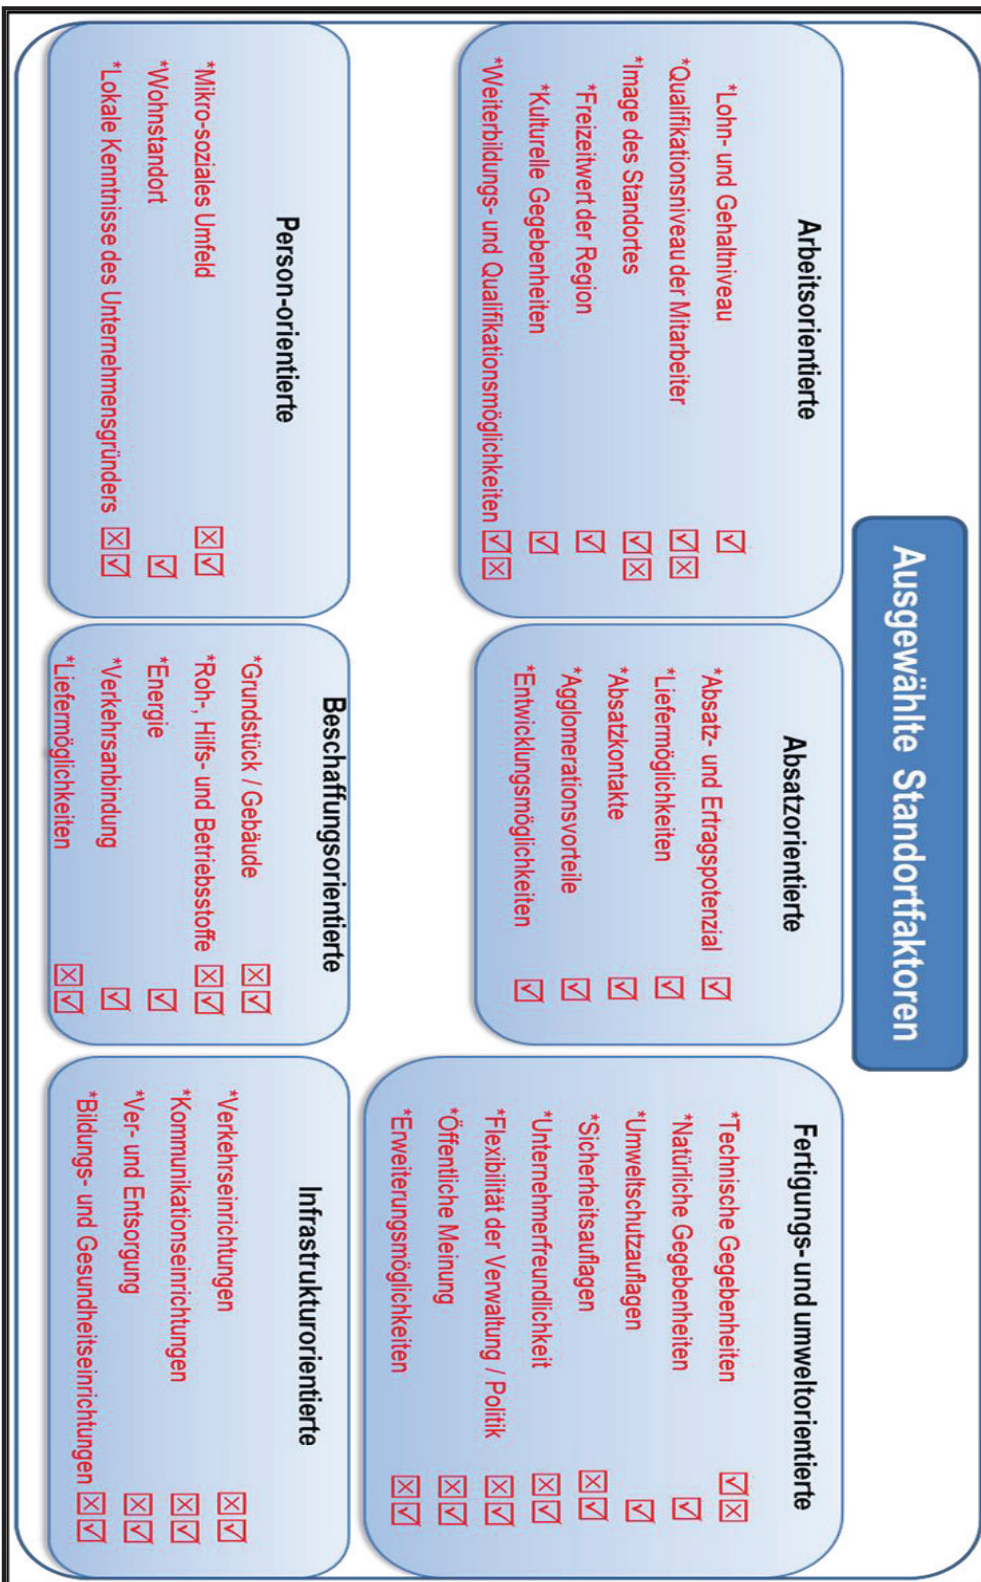 Ausgewählte Standortfaktoren
Arbeitsorientierte
*Lohn- und Gehaltniveau ☑
*Qualifikationsniveau der Mitarbeiter ☑☒
*Image des Standortes ☑☒
*Freizeitwert der Region ☑
*Kulturelle Gegebenheiten ☑
*Weiterbildungs- und Qualifikationsmöglichkeiten ☑☒
Absatzorientierte
*Absatz- und Ertragspotenzial ☑
*Liefermöglichkeiten ☑
*Absatzkontakte ☑
*Agglomerationsvorteile ☑
*Entwicklungsmöglichkeiten ☑
Fertigungs- und umweltorientierte
*Technische Gegebenheiten ☑☒
*Natürliche Gegebenheiten ☑
*Umweltschutzauflagen ☑
*Sicherheitsauflagen ☒☑
*Unternehmerfreundlichkeit ☒☑
*Flexibilität der Verwaltung / Politik ☒☑
*Öffentliche Meinung ☒☑
*Erweiterungsmöglichkeiten ☒☑
Person-orientierte
*Mikro-soziales Umfeld ☒☑
*Wohnstandort ☑
*Lokale Kenntnisse des Unternehmensgründers ☒☑
Beschaffungsorientierte
*Grundstück / Gebäude ☒☑
*Roh-, Hilfs- und Betriebsstoffe ☒☑
*Energie ☑
*Verkehrsanbindung ☑
*Liefermöglichkeiten ☒☑
Infrastrukturorientierte
*Verkehrseinrichtungen ☒☑
*Kommunikationseinrichtungen ☒☑
*Ver- und Entsorgung ☒☑
*Bildungs- und Gesundheitseinrichtungen ☒☑